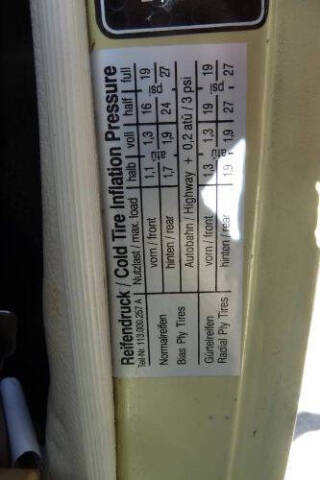 Reifendruck / Cold Tire Inflation Pressure
Teil-Nr. 113.000.257 A Nutzlast / max. load halb voll half full
Normalreifen vorn / front 1,1 1,3 16 19
psi
Bias Ply Tires hinten / rear 1,7 1,9 24 27
Autobahn / Highway + 0,2 atü / 3 psi
Gürtelreifen vorn / front 1,3 1,3 19 19
psi
Radial Ply Tires hinten / rear 1,9 1,9 27 27